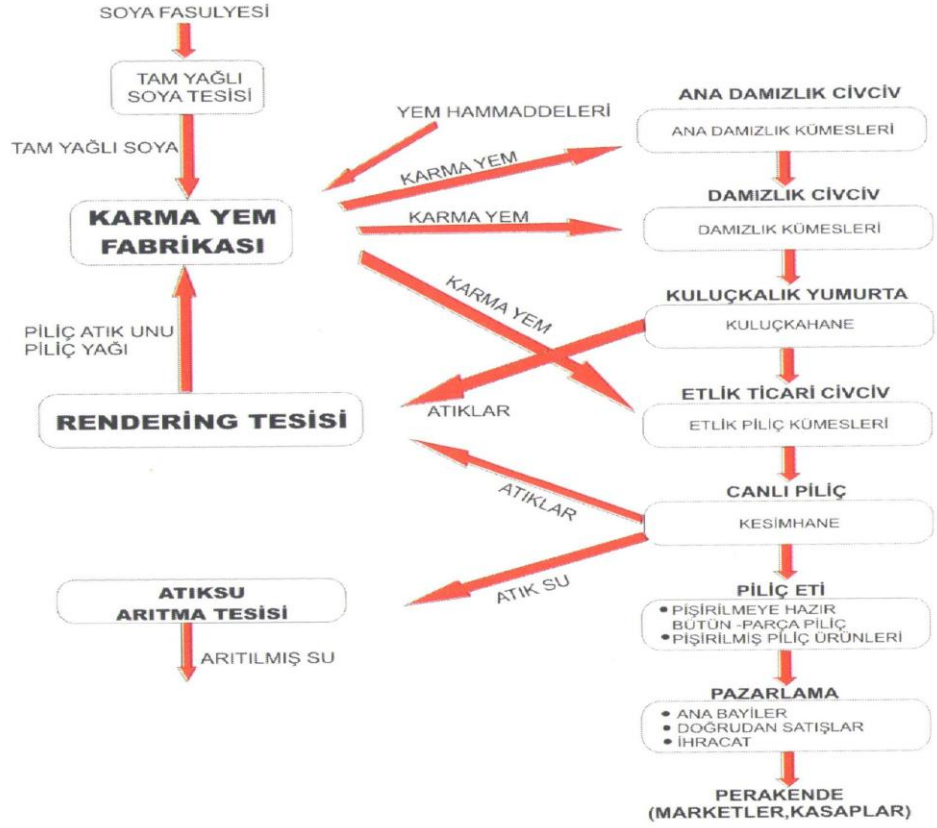 SOYA FASULYESİ
TAM YAĞLI
SOYA TESİSİ
TAM YAĞLI SOYA
KARMA YEM
FABRİKASI
PİLİÇ ATIK UNU
PİLİÇ YAĞI
RENDERİNG TESİSİ
ATIKSU
ARITMA TESİSİ
ARITILMIŞ SU
YEM HAMMADDELERİ
KARMA YEM
KARMA YEM
KARMA YEM
ATIKLAR
ATIKLAR
ATIK SU
ANA DAMIZLIK CİVCİV
ANA DAMIZLIK KÜMESLERİ
DAMIZLIK CİVCİV
DAMIZLIK KÜMESLERİ
KULUÇKALIK YUMURTA
KULUÇKAHANE
ETLİK TİCARİ CİVCİV
ETLİK PİLİÇ KÜMESLERİ
CANLI PİLİÇ
KESİMHANE
PİLİÇ ETİ
• PİŞİRİLMEYE HAZIR
BÜTÜN -PARÇA PİLİÇ
• PİŞİRİLMİŞ PİLİÇ ÜRÜNLERİ
PAZARLAMA
• ANA BAYİLER
• DOĞRUDAN SATIŞLAR
• İHRACAT
PERAKENDE
(MARKETLER,KASAPLAR)